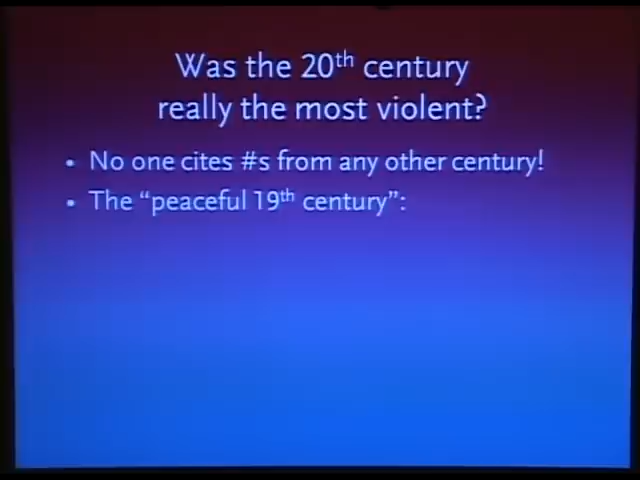 Was the 20th century
really the most violent?
• No one cites #s from any other century!
• The “peaceful 19th century”: